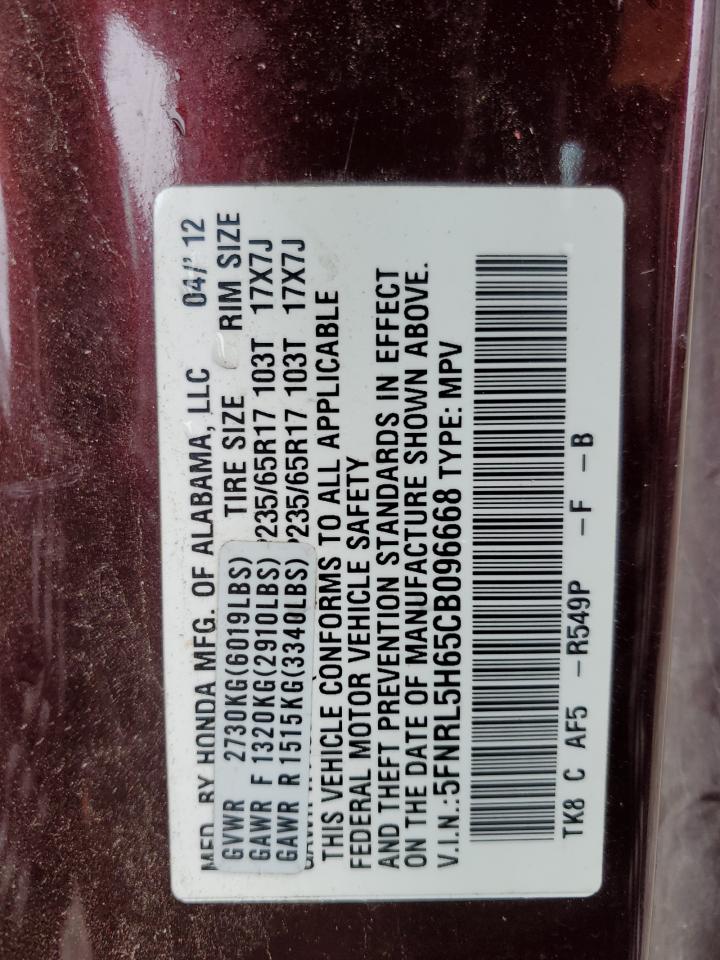 MFD. BY HONDA MFG. OF ALABAMA, LLC 04/' 12
GVWR 2730KG(6019LBS) TIRE SIZE RIM SIZE
GAWR F 1320KG(2910LBS) P235/65R17 103T 17X7J
GAWR R 1515KG(3340LBS) P235/65R17 103T 17X7J
THIS VEHICLE CONFORMS TO ALL APPLICABLE
FEDERAL MOTOR VEHICLE SAFETY
AND THEFT PREVENTION STANDARDS IN EFFECT
ON THE DATE OF MANUFACTURE SHOWN ABOVE.
V.I.N.:5FNRL5H65CB096668 TYPE: MPV
TK8 C AF5 -R549P -F -B